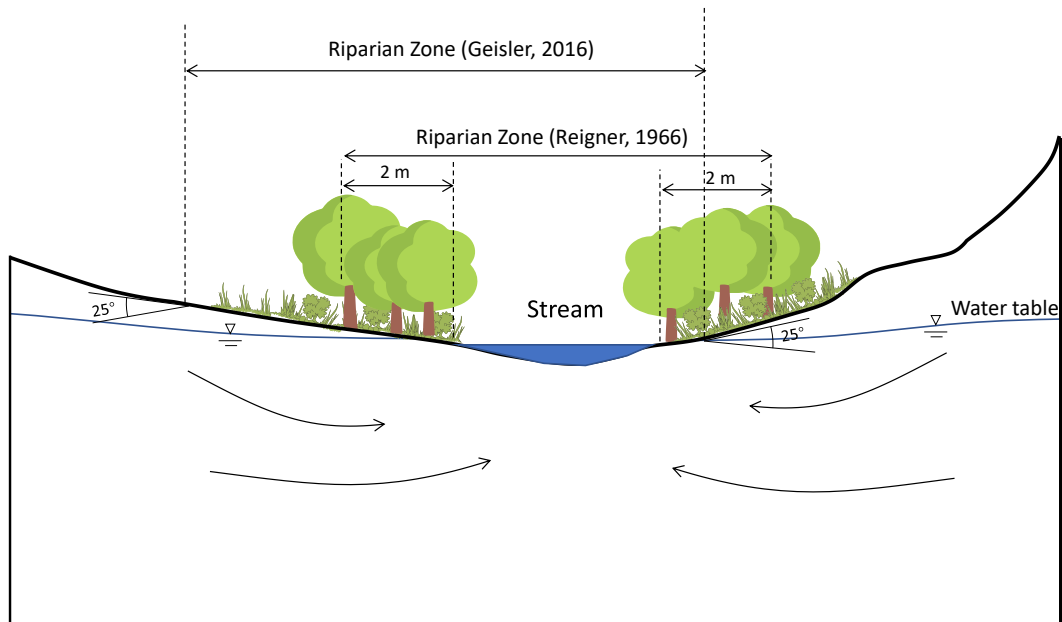 Riparian Zone (Geisler, 2016)
Riparian Zone (Reigner, 1966)
2 m
2 m
25°
Stream
Water table
25°